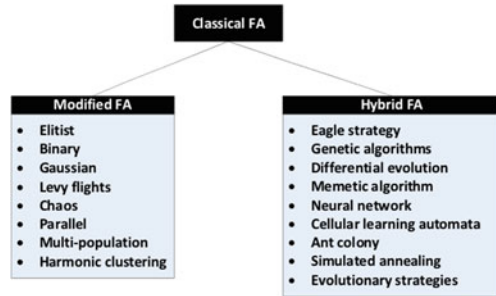 Classical FA
Modified FA
• Elitist
• Binary
• Gaussian
• Levy flights
• Chaos
• Parallel
• Multi-population
• Harmonic clustering
Hybrid FA
• Eagle strategy
• Genetic algorithms
• Differential evolution
• Memetic algorithm
• Neural network
• Cellular learning automata
• Ant colony
• Simulated annealing
• Evolutionary strategies